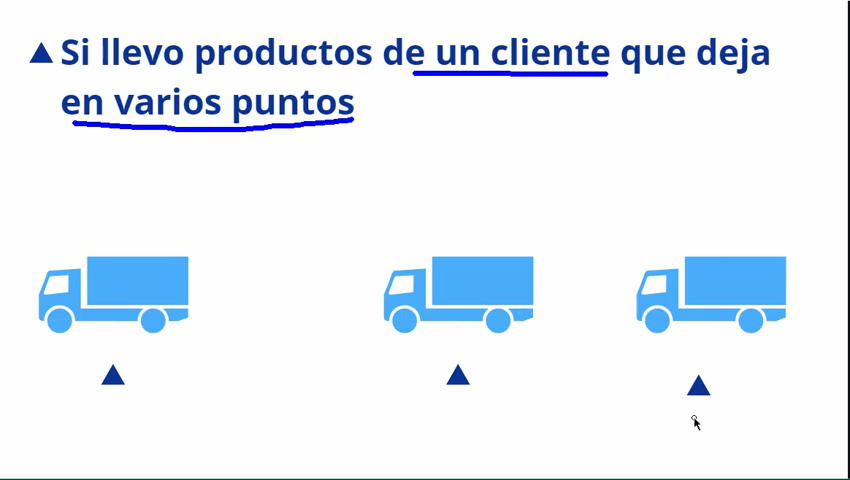 Si llevo productos de un cliente que deja
en varios puntos